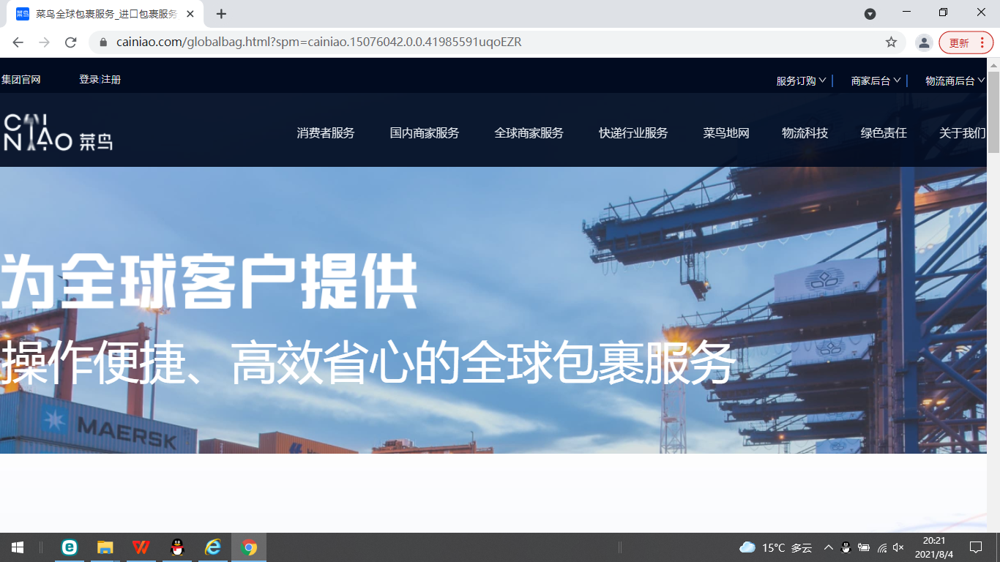 菜鸟
菜鸟全球包裹服务_进口包裹服务
cainiao.com/globalbag.html?spm=cainiao.15076042.0.0.41985591uqoEZR
更新
集团官网 登录 注册 服务订购 商家后台 物流商后台
CAINIAO 菜鸟 消费者服务 国内商家服务 全球商家服务 快递行业服务 菜鸟地网 物流科技 绿色责任 关于我们
为全球客户提供
操作便捷、高效省心的全球包裹服务
MAERSK
15°C 多云 20:21
2021/8/4